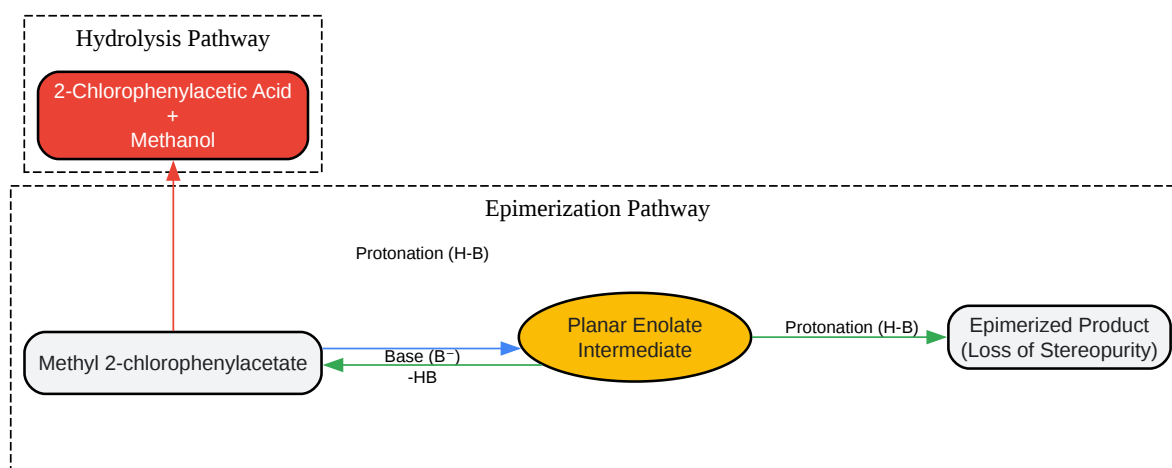 Hydrolysis Pathway
2-Chlorophenylacetic Acid
+
Methanol
Epimerization Pathway
Protonation (H-B)
Methyl 2-chlorophenylacetate
Base (B⁻)
-HB
Planar Enolate
Intermediate
Protonation (H-B)
Epimerized Product
(Loss of Stereopurity)